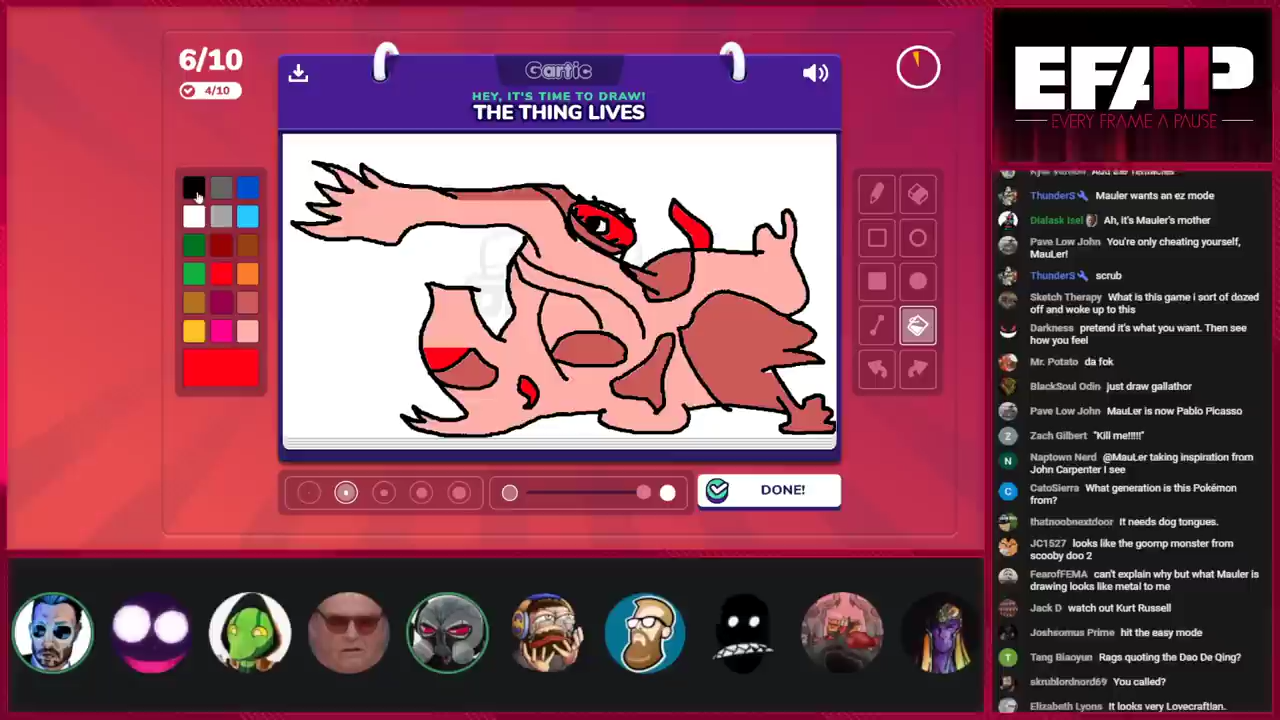 6/10
4/10
Gartic
HEY, IT'S TIME TO DRAW!
THE THING LIVES
DONE!
EFAP
EVERY FRAME A PAUSE
ThunderS Mauler wants an ez mode
Dialask Isel Ah, it's Mauler's mother
Pave Low John You're only cheating yourself,
MauLer!
ThunderS scrub
Sketch Therapy What is this game i sort of dozed
off and woke up to this
Darkness pretend it's what you want. Then see
how you feel
Mr. Potato da fok
BlackSoul Odin just draw gallathor
Pave Low John MauLer is now Pablo Picasso
Z
Zach Gilbert "Kill me!!!!!"
N
Naptown Nerd @MauLer taking inspiration from
John Carpenter I see
C
CatoSierra What generation is this Pokémon
from?
thatnoobnextdoor It needs dog tongues.
JC1527 looks like the goomp monster from
scooby doo 2
FearofFEMA can't explain why but what Mauler is
drawing looks like metal to me
Jack D watch out Kurt Russell
Joshsomus Prime hit the easy mode
T
Tang Biaoyun Rags quoting the Dao De Qing?
skrublordnord69 You called?
Elizabeth Lyons It looks very Lovecraftian.